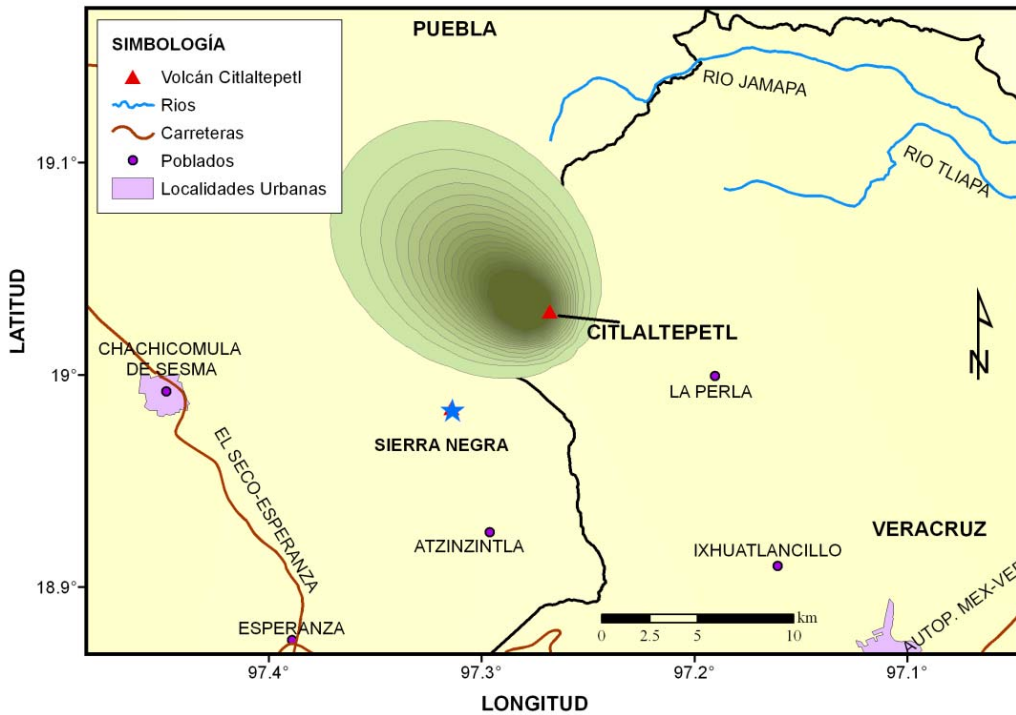 PUEBLA
SIMBOLOGÍA
Volcán Citlaltepetl
Rios
Carreteras
Poblados
Localidades Urbanas
RIO JAMAPA
RIO TLIAPA
19.1°
LATITUD
CITLALTEPETL
N
CHACHICOMULA
DE SESMA
19°
LA PERLA
SIERRA NEGRA
EL SECO-ESPERANZA
ATZINZINTLA
VERACRUZ
IXHUATLANCILLO
18.9°
AUTOP. MEX-VER
ESPERANZA
km
0 2.5 5 10
97.4° 97.3° 97.2° 97.1°
LONGITUD